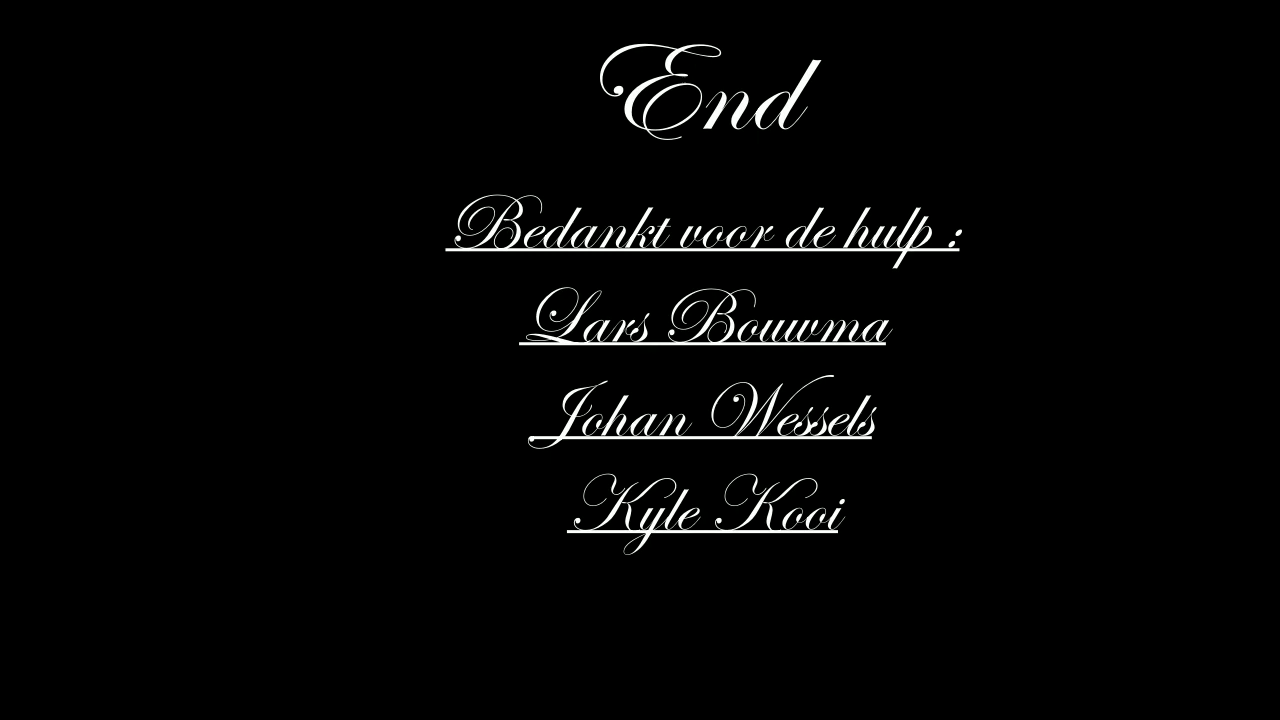 End
Bedankt voor de hulp :
Lars Bouwma
Johan Wessels
Kyle Kooi